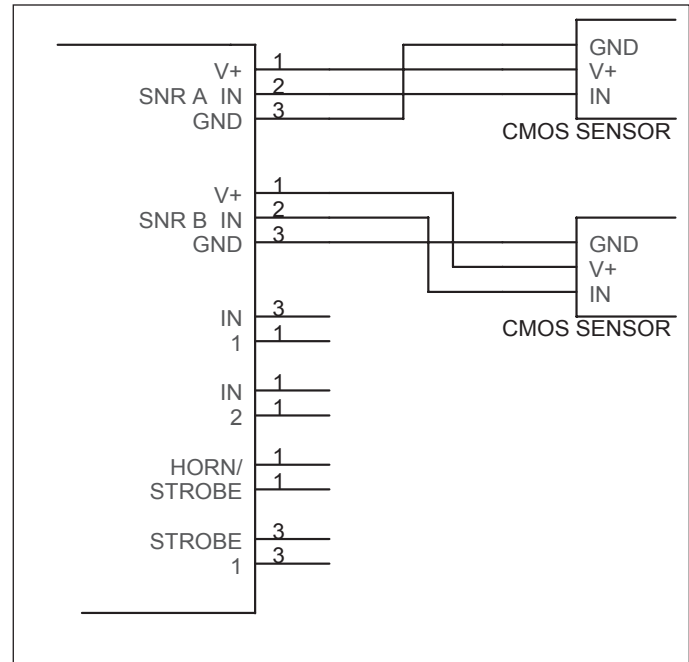 V+ 1
SNR A IN 2
GND 3
GND
V+
IN
CMOS SENSOR
V+ 1
SNR B IN 2
GND 3
GND
V+
IN
CMOS SENSOR
IN 3
1 1
IN 1
2 1
HORN/ 1
STROBE 1
STROBE 3
1 3